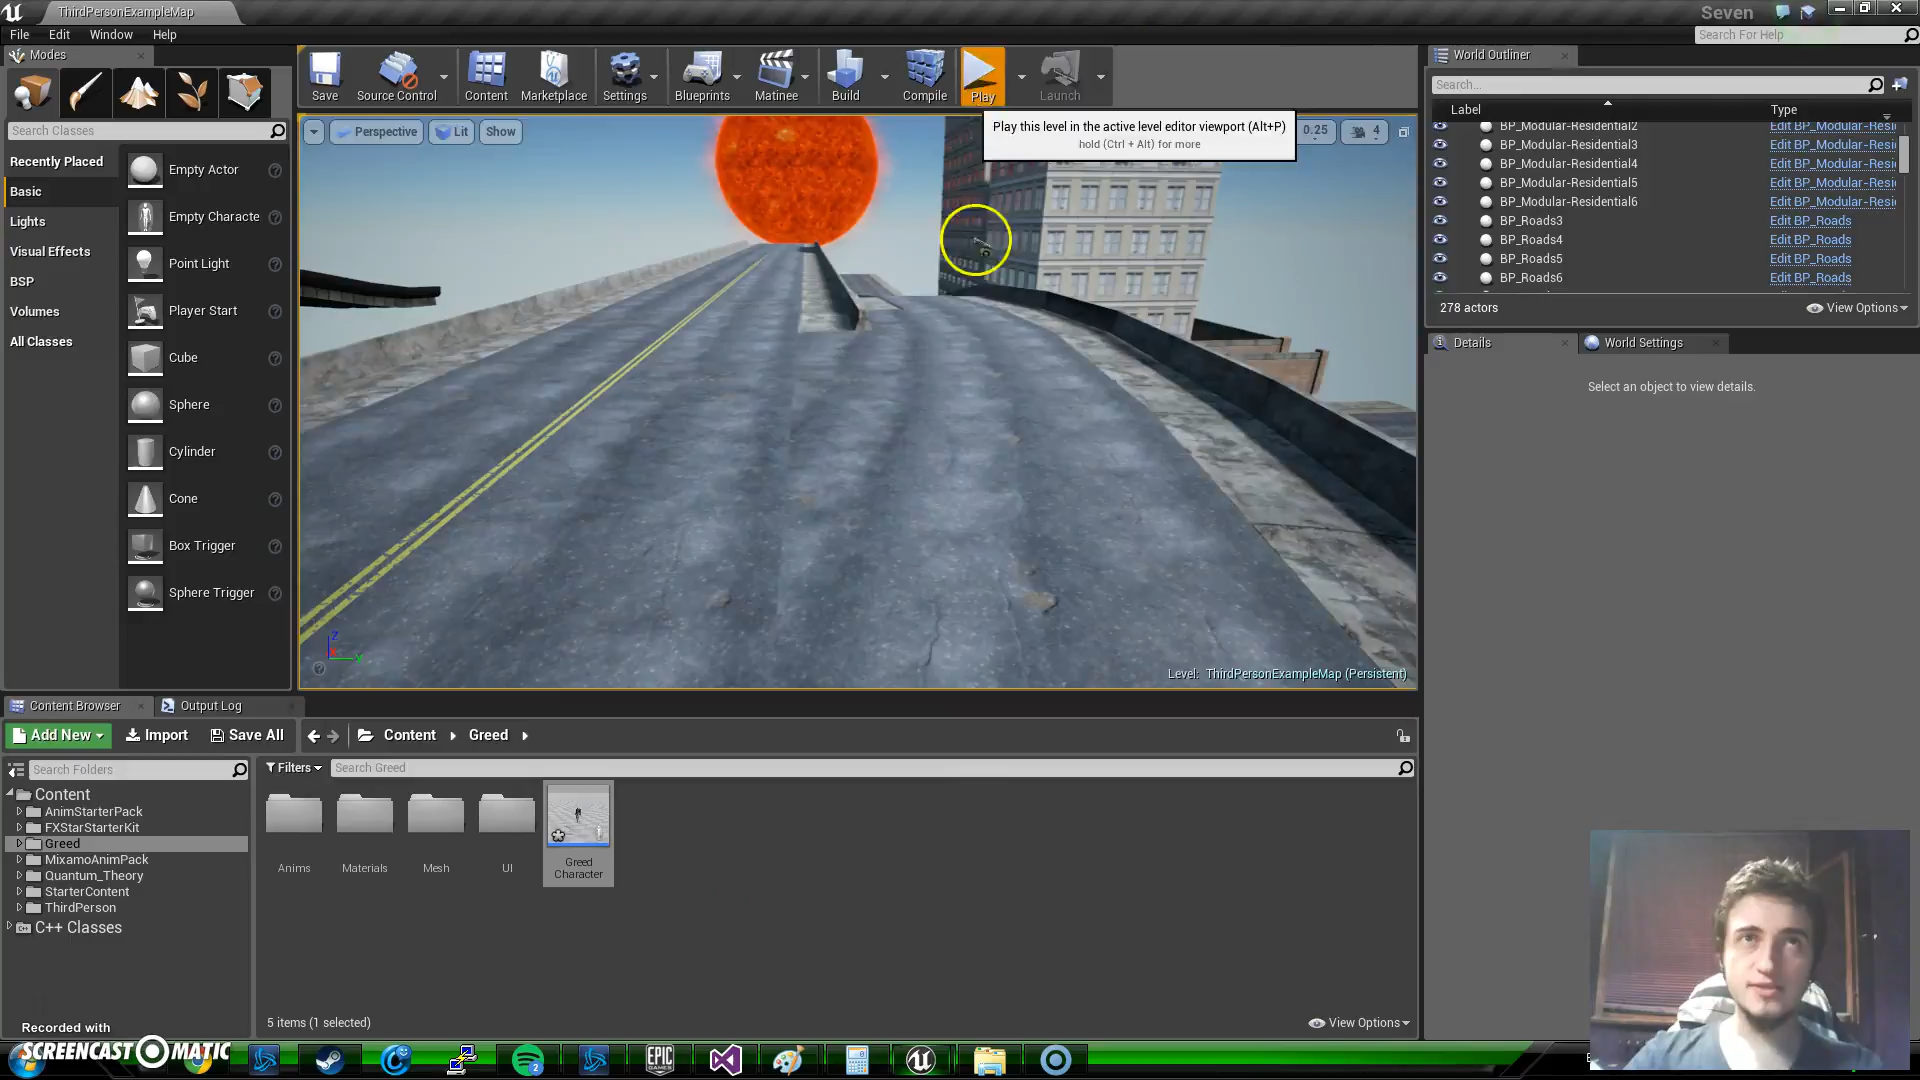 ThirdPersonExampleMap
Seven
File Edit Window Help
Search For Help
Modes
Search Classes
Recently Placed
Basic
Lights
Visual Effects
BSP
Volumes
All Classes
Empty Actor
Empty Characte
Point Light
Player Start
Cube
Sphere
Cylinder
Cone
Box Trigger
Sphere Trigger
Save Source Control Content Marketplace Settings Blueprints Matinee Build Compile Play Launch
Perspective Lit Show
0.25 4
Play this level in the active level editor viewport (Alt+P)
hold (Ctrl + Alt) for more
Z
Y
Level: ThirdPersonExampleMap (Persistent)
World Outliner
Search...
Label Type
BP_Modular-Residential2 Edit BP_Modular-Resi
BP_Modular-Residential3 Edit BP_Modular-Resi
BP_Modular-Residential4 Edit BP_Modular-Resi
BP_Modular-Residential5 Edit BP_Modular-Resi
BP_Modular-Residential6 Edit BP_Modular-Resi
BP_Roads3 Edit BP_Roads
BP_Roads4 Edit BP_Roads
BP_Roads5 Edit BP_Roads
BP_Roads6 Edit BP_Roads
278 actors View Options
Details World Settings
Select an object to view details.
Content Browser Output Log
Add New Import Save All Content Greed
Search Folders
Filters Search Greed
Content
AnimStarterPack
FXStarStarterKit
Greed
MixamoAnimPack
Quantum_Theory
StarterContent
ThirdPerson
C++ Classes
Anims Materials Mesh UI Greed Character
5 items (1 selected) View Options
Recorded with
SCREENCAST MATIC
2
EPIC
GAMES